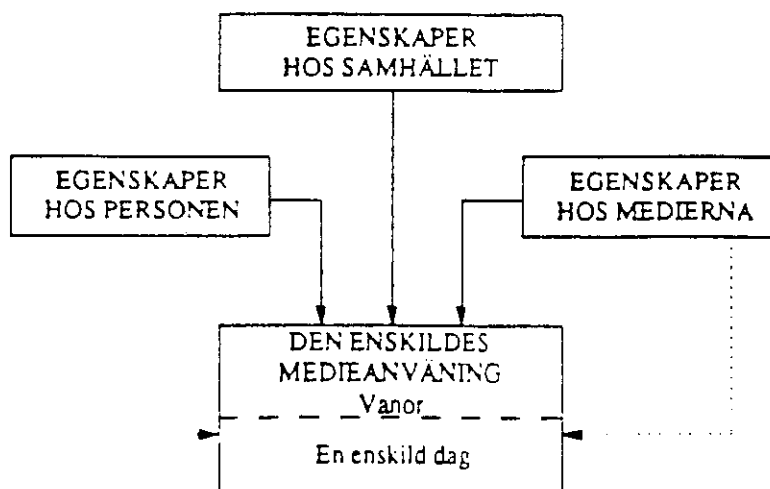 EGENSKAPER
HOS SAMHÄLLET
EGENSKAPER
HOS PERSONEN
EGENSKAPER
HOS MEDIERNA
DEN ENSKILDES
MEDIEANVÄNING
Vanor
En enskild dag